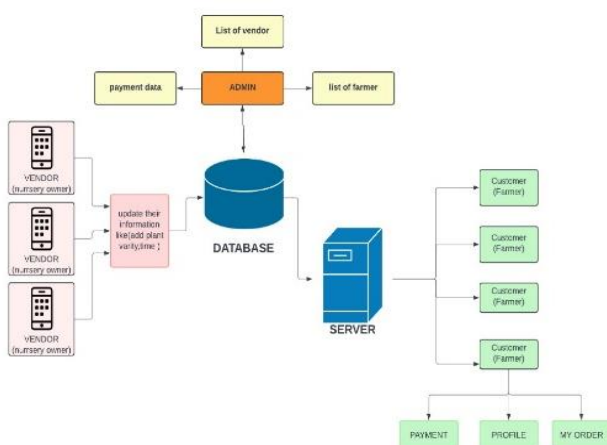 List of vendor
payment data
ADMIN
list of farmer
VENDOR
(nurrsery owner)
VENDOR
(nursery owner)
VENDOR
(nurrsery owner)
update their
information
like(add plant
varity,time )
DATABASE
SERVER
Customer
(Farmer)
Customer
(Farmer)
Customer
(Farmer)
Customer
(Farmer)
PAYMENT
PROFILE
MY ORDER